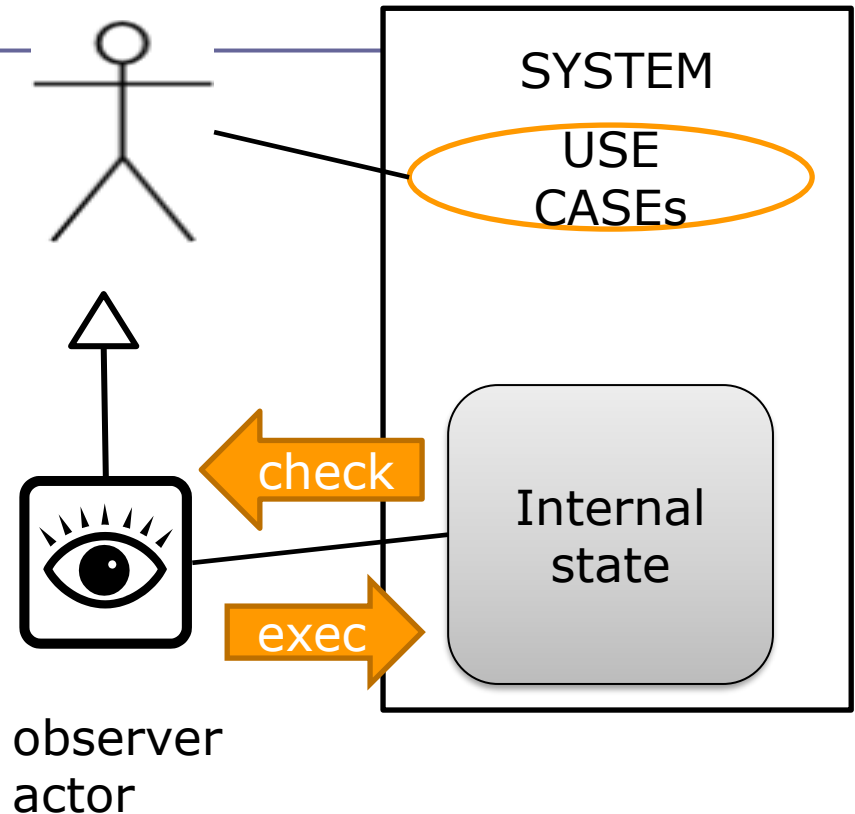 SYSTEM
USE
CASEs
check
Internal
state
exec
observer
actor